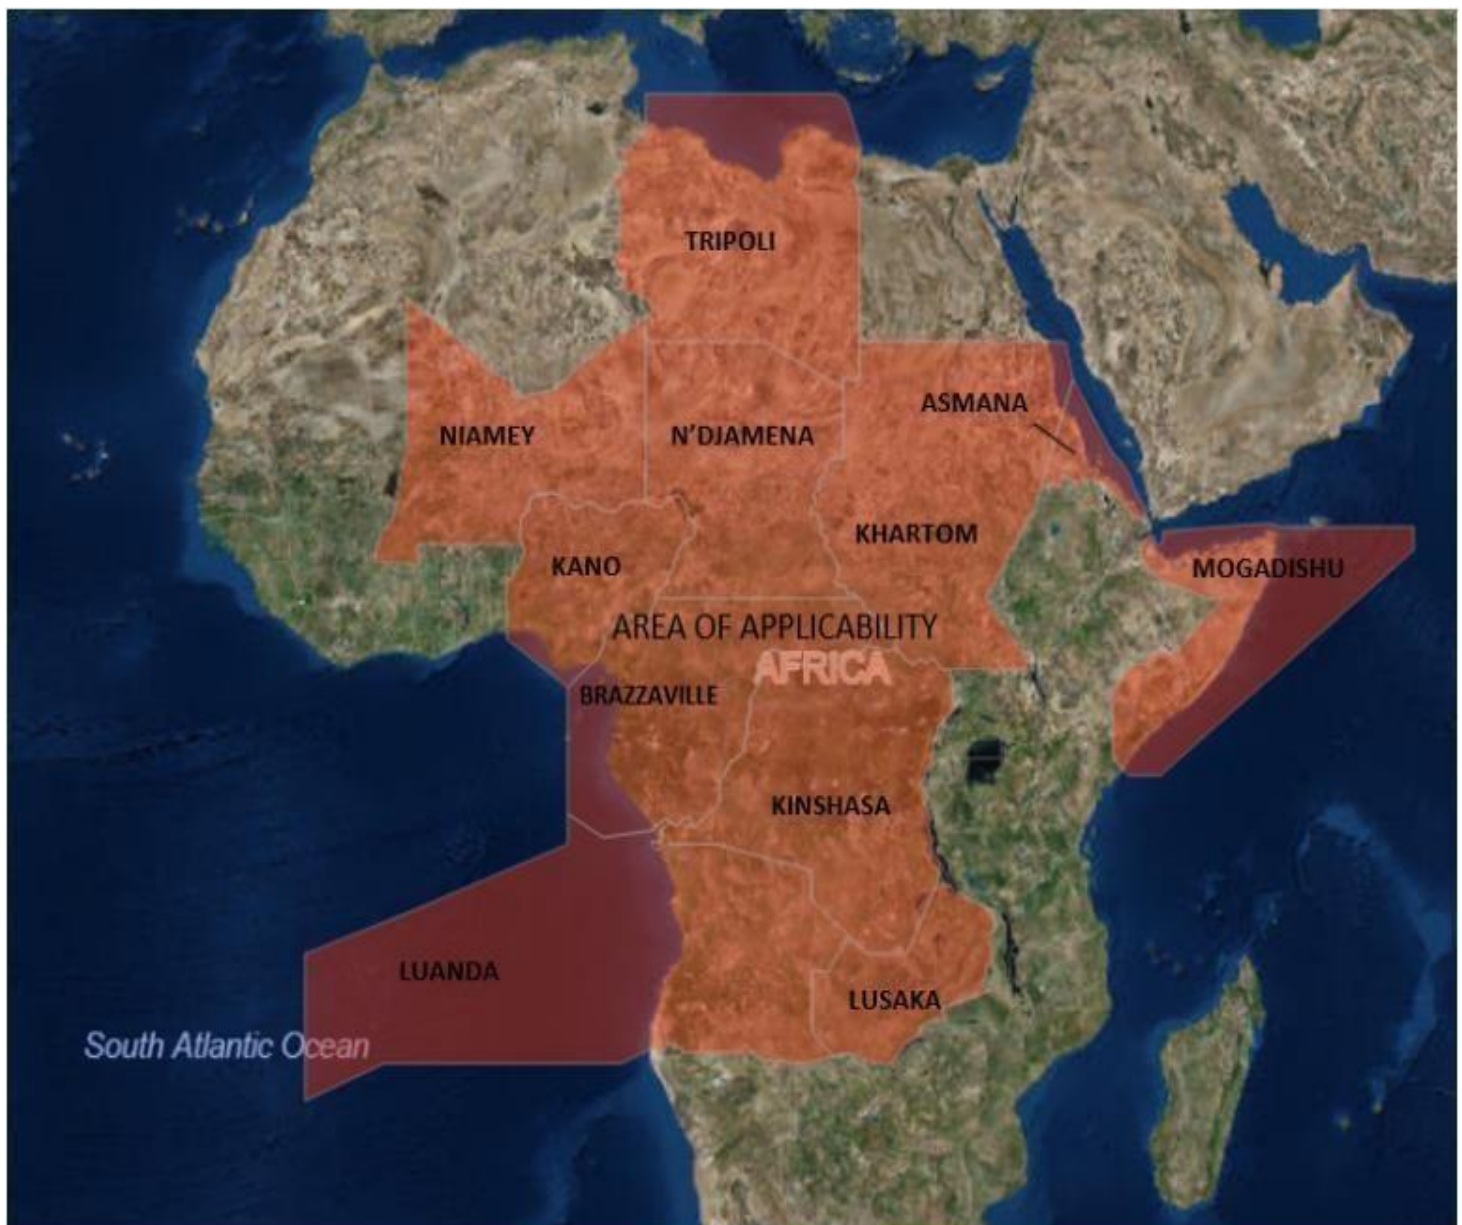 TRIPOLI
ASMANA
NIAMEY
N'DJAMENA
KHARTOM
KANO
MOGADISHU
AREA OF APPLICABILITY
AFRICA
BRAZZAVILLE
KINSHASA
LUANDA
LUSAKA
South Atlantic Ocean